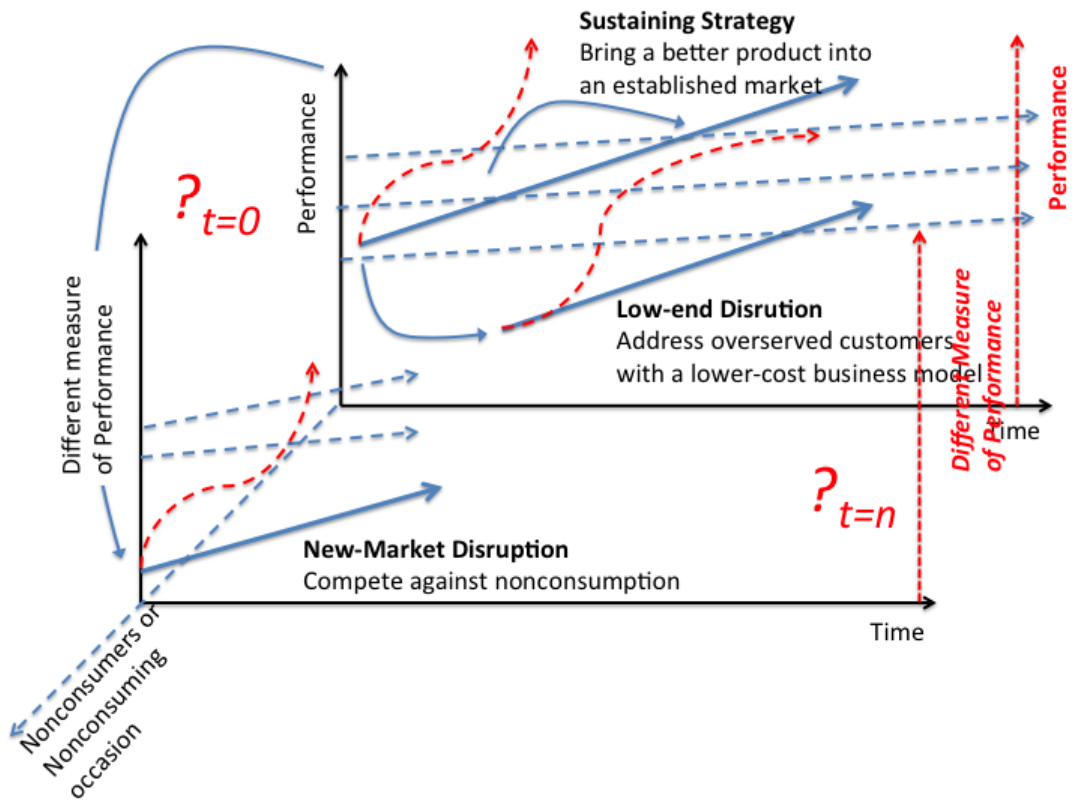 Sustaining Strategy
Bring a better product into
an established market
Performance
Performance
?t=0
Different measure
of Performance
Low-end Disrution
Address overserved customers
with a lower-cost business model
Different Measure
of Performance
Time
?t=n
New-Market Disruption
Compete against nonconsumption
Time
Nonconsumers or
Nonconsuming
occasion